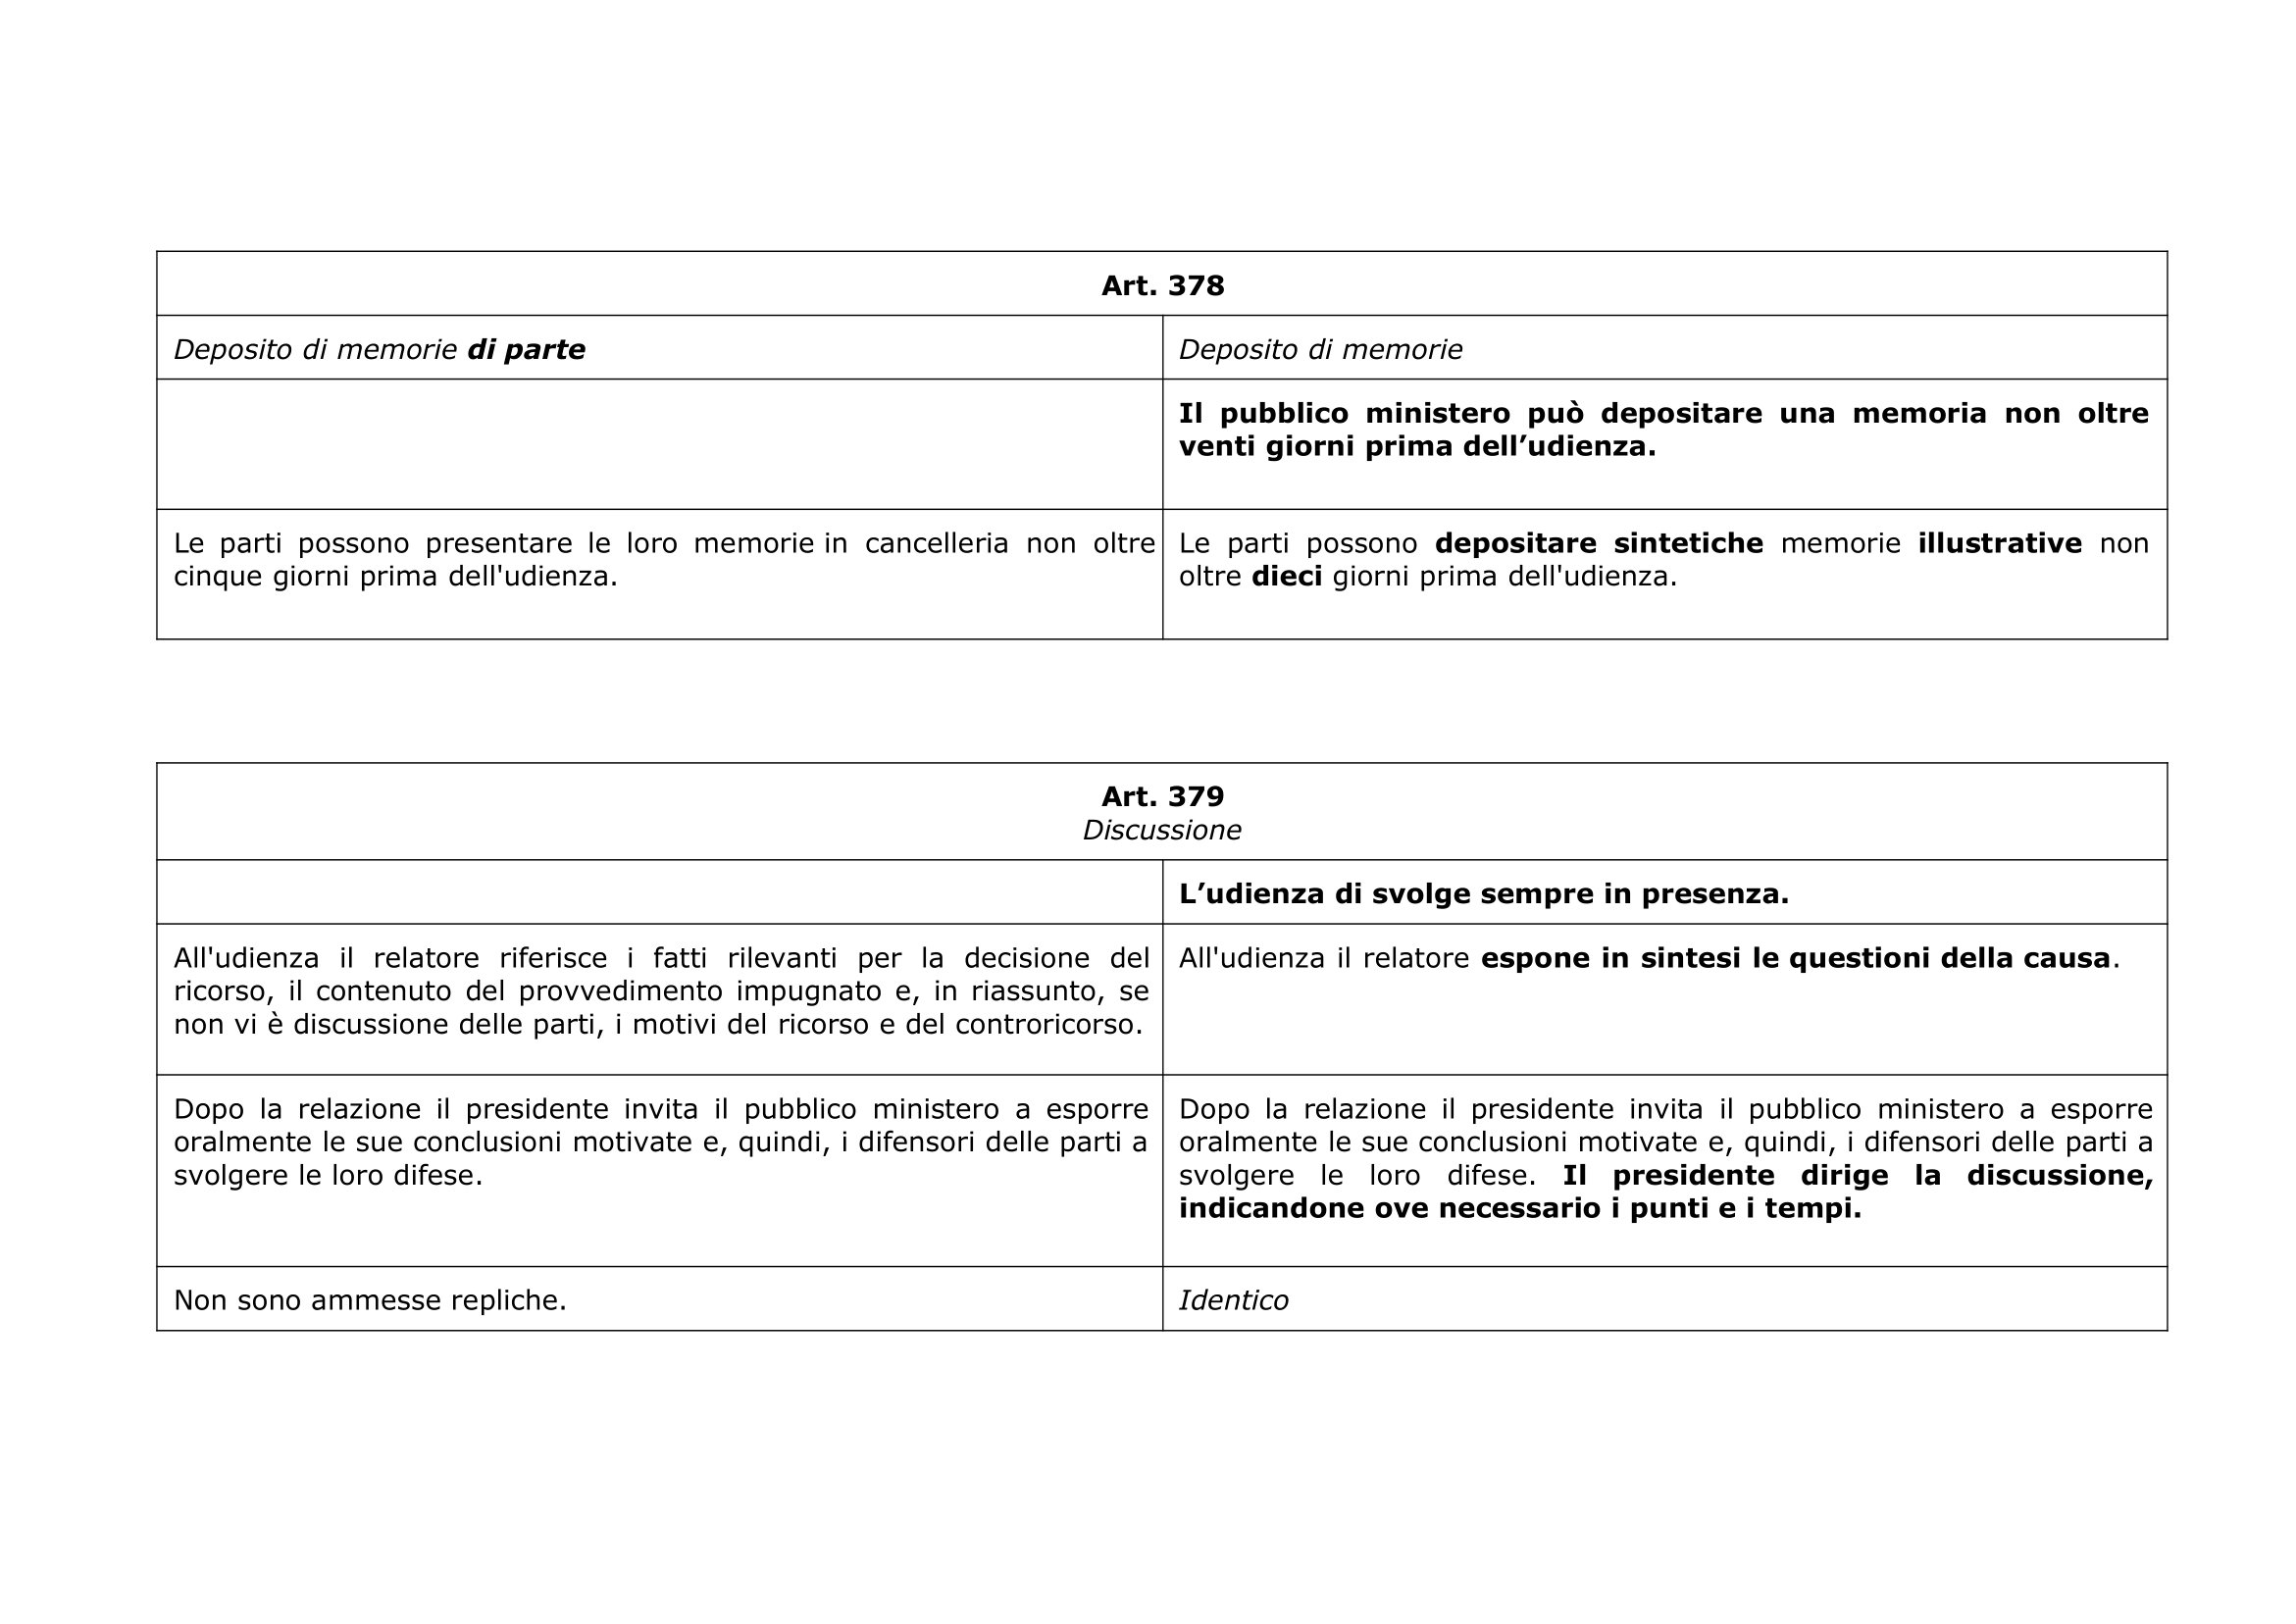 Art. 378
Deposito di memorie di parte
Deposito di memorie
Il pubblico ministero può depositare una memoria non oltre
venti giorni prima dell’udienza.
Le parti possono presentare le loro memorie in cancelleria non oltre
cinque giorni prima dell'udienza.
Le parti possono depositare sintetiche memorie illustrative non
oltre dieci giorni prima dell'udienza.
Art. 379
Discussione
L’udienza di svolge sempre in presenza.
All'udienza il relatore riferisce i fatti rilevanti per la decisione del
ricorso, il contenuto del provvedimento impugnato e, in riassunto, se
non vi è discussione delle parti, i motivi del ricorso e del controricorso.
All'udienza il relatore espone in sintesi le questioni della causa.
Dopo la relazione il presidente invita il pubblico ministero a esporre
oralmente le sue conclusioni motivate e, quindi, i difensori delle parti a
svolgere le loro difese.
Dopo la relazione il presidente invita il pubblico ministero a esporre
oralmente le sue conclusioni motivate e, quindi, i difensori delle parti a
svolgere le loro difese. Il presidente dirige la discussione,
indicandone ove necessario i punti e i tempi.
Non sono ammesse repliche.
Identico